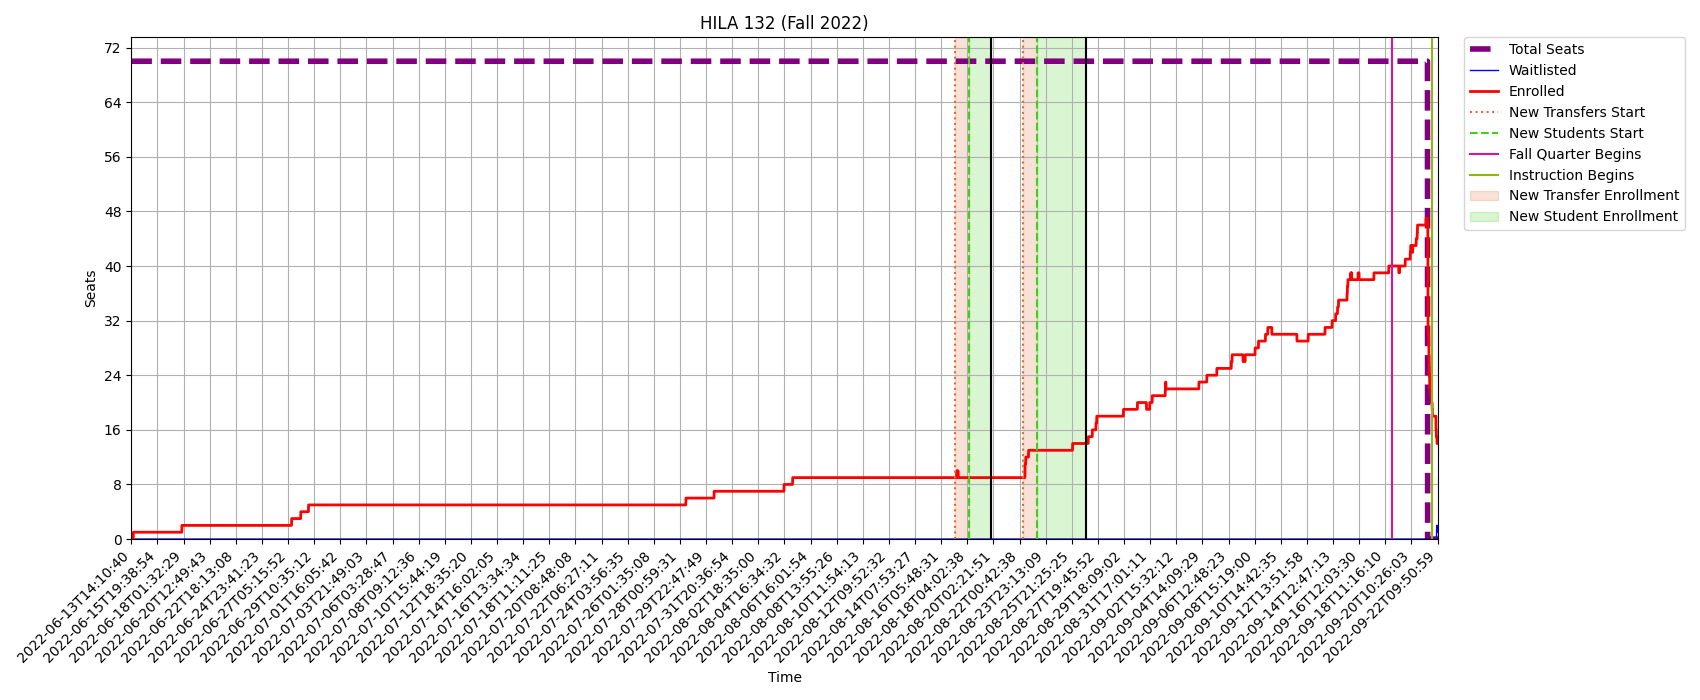 HILA 132 (Fall 2022)
72
64
56
48
40
32
24
16
8
0
Seats
2022-06-13T14:10:40
2022-06-15T19:38:54
2022-06-18T01:32:29
2022-06-20T12:49:43
2022-06-22T18:13:08
2022-06-24T23:41:23
2022-06-27T05:15:52
2022-06-29T10:35:12
2022-07-01T16:05:42
2022-07-03T21:49:03
2022-07-06T03:28:47
2022-07-08T09:12:36
2022-07-10T15:44:19
2022-07-12T18:35:20
2022-07-14T16:02:05
2022-07-16T13:34:34
2022-07-18T11:11:25
2022-07-20T08:48:08
2022-07-22T06:27:11
2022-07-24T03:56:35
2022-07-26T01:35:08
2022-07-28T00:59:31
2022-07-29T22:47:49
2022-07-31T20:36:54
2022-08-02T18:35:00
2022-08-04T16:34:32
2022-08-06T16:01:54
2022-08-08T13:55:26
2022-08-10T11:54:13
2022-08-12T09:52:32
2022-08-14T07:53:27
2022-08-16T05:48:31
2022-08-18T04:02:38
2022-08-20T02:21:51
2022-08-22T00:42:38
2022-08-23T23:13:09
2022-08-25T21:25:25
2022-08-27T19:45:52
2022-08-29T18:09:02
2022-08-31T17:01:11
2022-09-02T15:32:12
2022-09-04T14:09:29
2022-09-06T12:48:23
2022-09-08T15:19:00
2022-09-10T14:42:35
2022-09-12T13:51:58
2022-09-14T12:47:13
2022-09-16T12:03:30
2022-09-18T11:16:10
2022-09-20T10:26:03
2022-09-22T09:50:59
Time
Total Seats
Waitlisted
Enrolled
New Transfers Start
New Students Start
Fall Quarter Begins
Instruction Begins
New Transfer Enrollment
New Student Enrollment